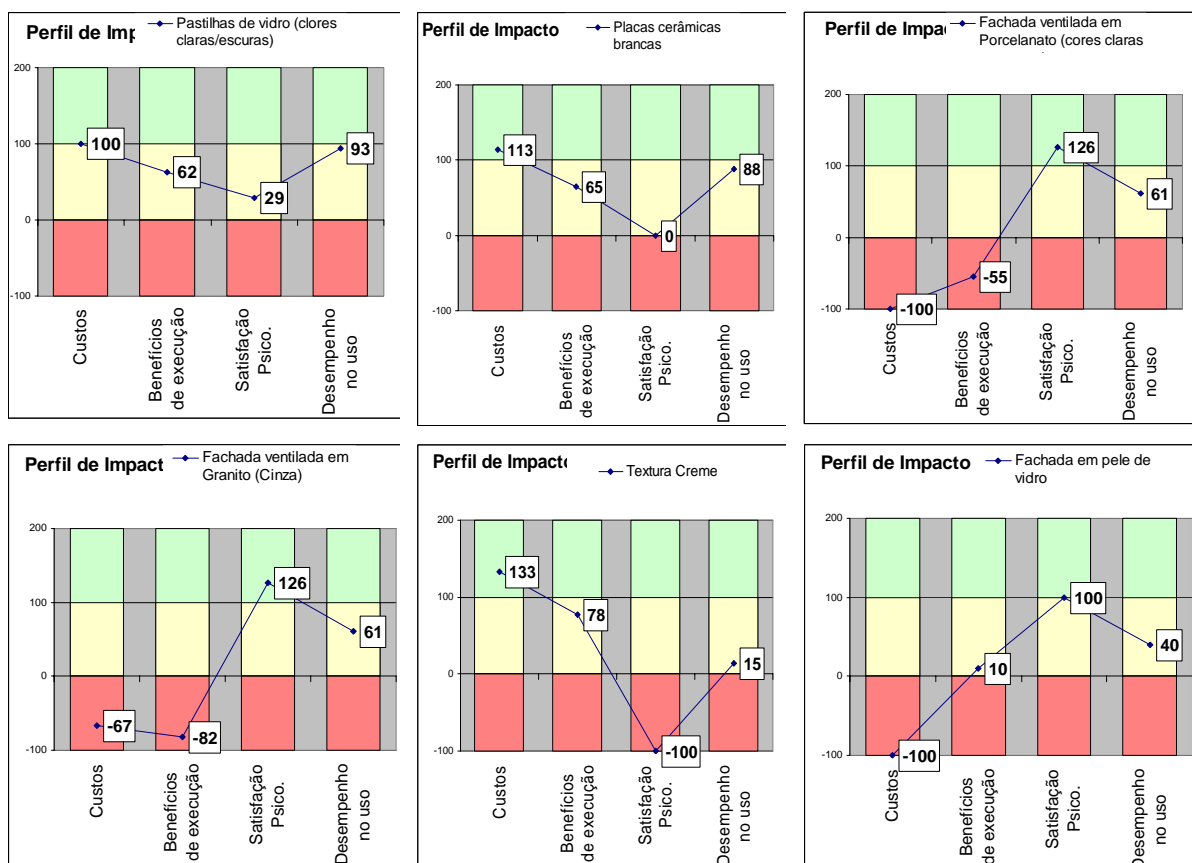 Perfil de Imp
Pastilhas de vidro (clores
claras/escuras)
200
100
0
-100
100
62
29
93
Custos
Benefícios
de execução
Satisfação
Psico.
Desempenho
no uso
Perfil de Impacto
Placas cerâmicas
brancas
200
100
0
-100
113
65
0
88
Custos
Benefícios
de execução
Satisfação
Psico.
Desempenho
no uso
Perfil de Impa
Fachada ventilada em
Porcelanato (cores claras
200
100
0
-100
-100
-55
126
61
Custos
Benefícios
de execução
Satisfação
Psico.
Desempenho
no uso
Perfil de Impact
Fachada ventilada em
Granito (Cinza)
200
100
0
-100
-67
-82
126
61
Custos
Benefícios
de execução
Satisfação
Psico.
Desempenho
no uso
Perfil de Impacto
Textura Creme
200
100
0
-100
133
78
-100
15
Custos
Benefícios
de execução
Satisfação
Psico.
Desempenho
no uso
Perfil de Impacto
Fachada em pele de
vidro
200
100
0
-100
-100
10
100
40
Custos
Benefícios
de execução
Satisfação
Psico.
Desempenho
no uso